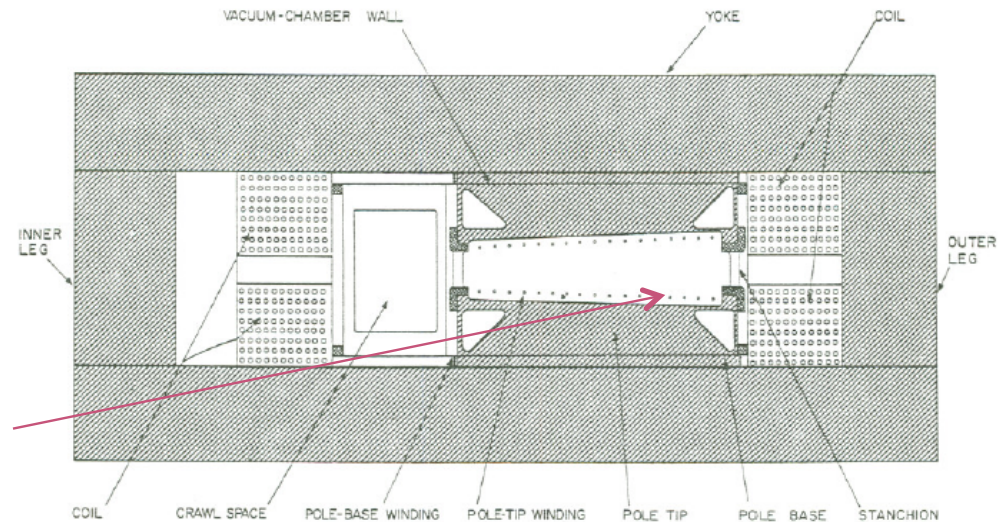 VACUUM-CHAMBER WALL
YOKE
COIL
INNER
LEG
OUTER
LEG
COIL
CRAWL SPACE
POLE-BASE WINDING
POLE-TIP WINDING
POLE TIP
POLE BASE
STANCHION